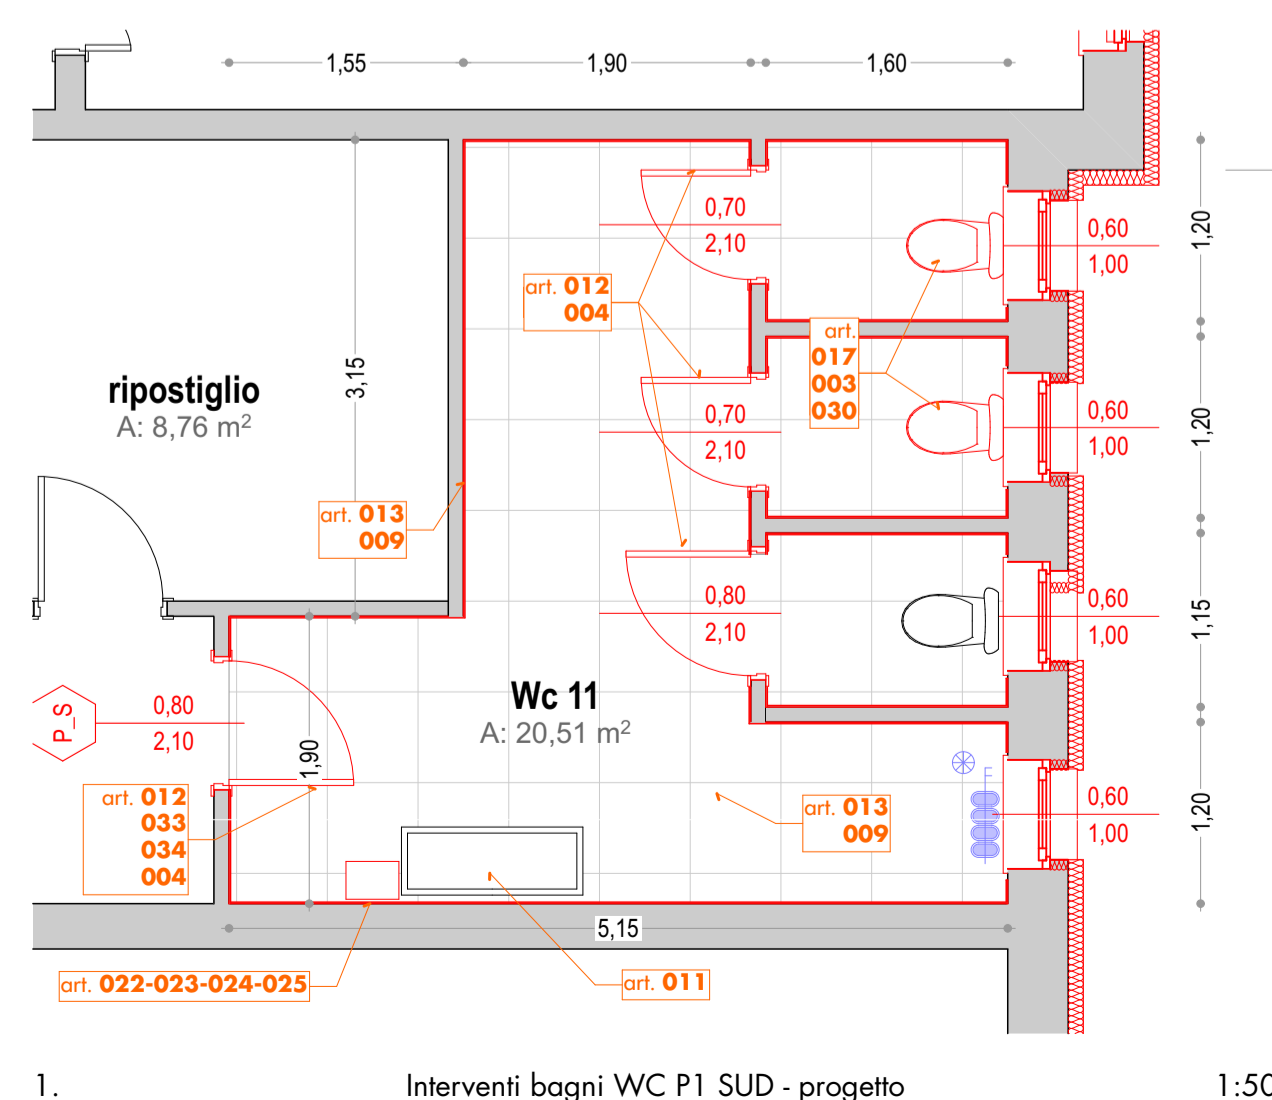 1,55
1,90
1,60
0,70
2,10
0,60
1,00
1,20
art. 012
004
art.
017
003
030
3,15
ripostiglio
A: 8,76 m²
0,70
2,10
0,60
1,00
1,20
art. 013
009
0,80
2,10
0,60
1,00
1,15
Wc 11
A: 20,51 m²
P_S
0,80
2,10
1,90
art. 012
033
034
004
art. 013
009
0,60
1,00
1,20
5,15
art. 022-023-024-025
art. 011
1.
Interventi bagni WC P1 SUD - progetto
1:50